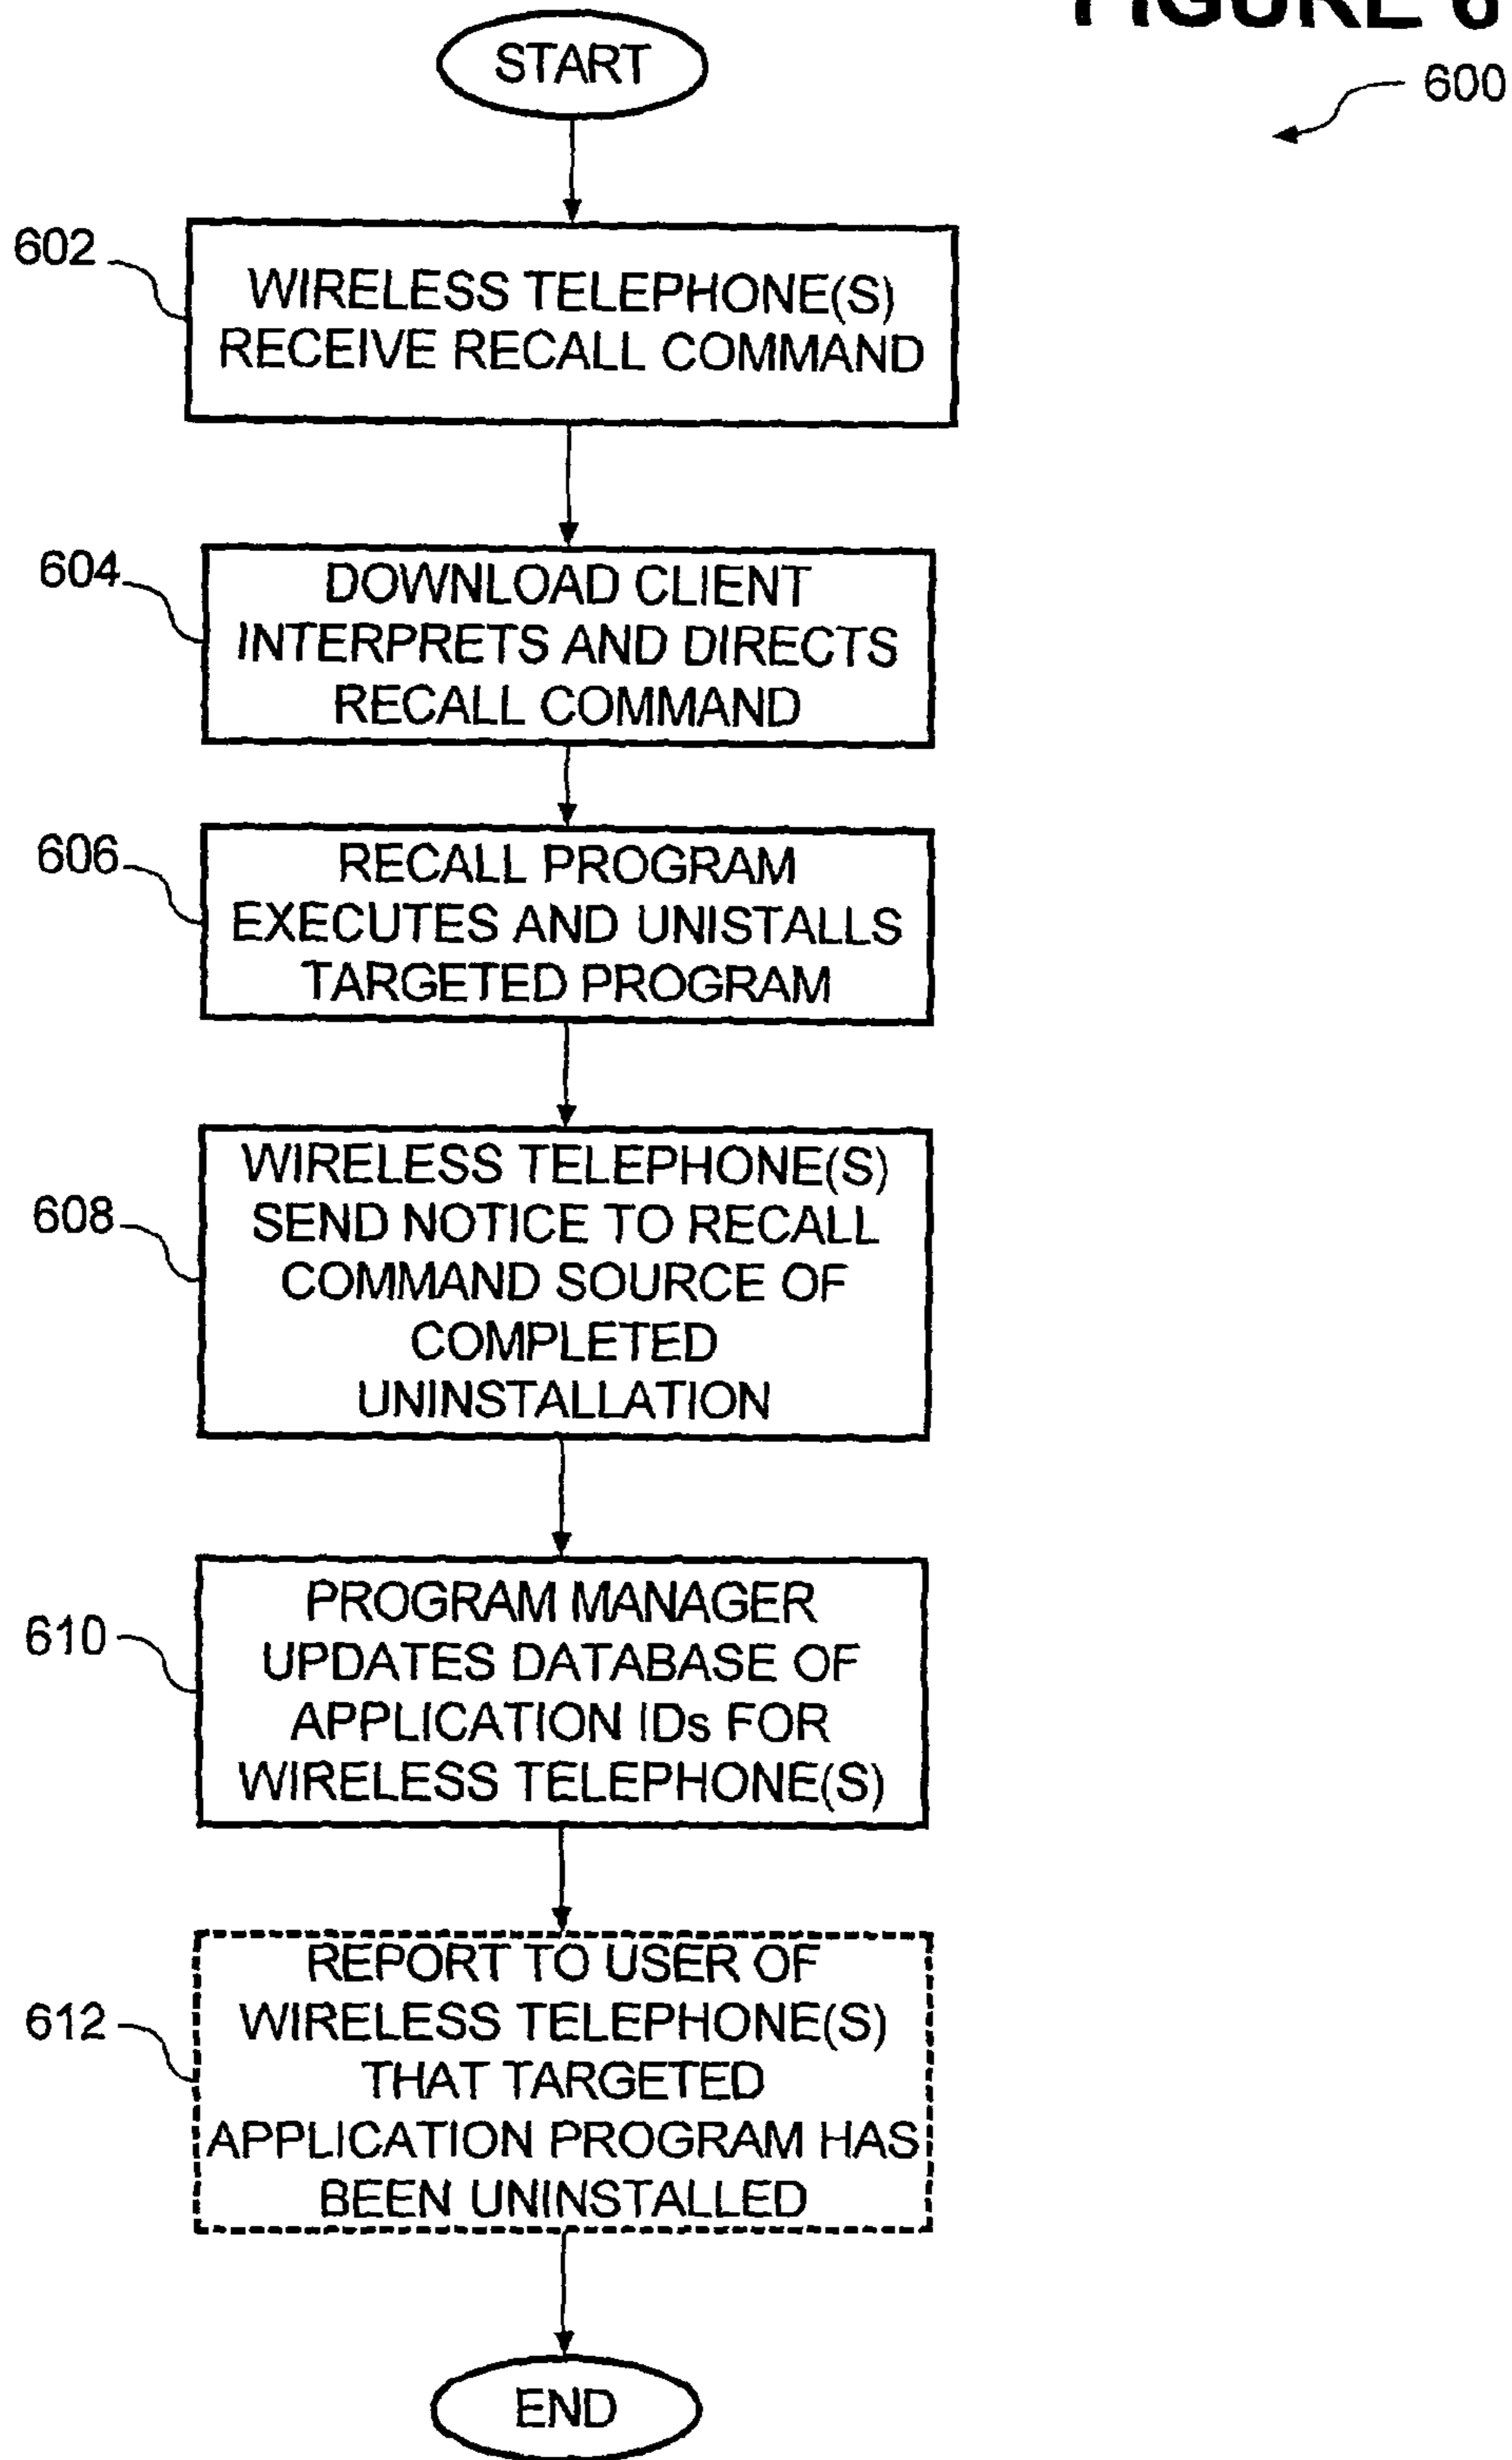 FIGURE 6
600
START
602
WIRELESS TELEPHONE(S)
RECEIVE RECALL COMMAND
604
DOWNLOAD CLIENT
INTERPRETS AND DIRECTS
RECALL COMMAND
606
RECALL PROGRAM
EXECUTES AND UNISTALLS
TARGETED PROGRAM
608
WIRELESS TELEPHONE(S)
SEND NOTICE TO RECALL
COMMAND SOURCE OF
COMPLETED
UNINSTALLATION
610
PROGRAM MANAGER
UPDATES DATABASE OF
APPLICATION IDs FOR
WIRELESS TELEPHONE(S)
612
REPORT TO USER OF
WIRELESS TELEPHONE(S)
THAT TARGETED
APPLICATION PROGRAM HAS
BEEN UNINSTALLED
END